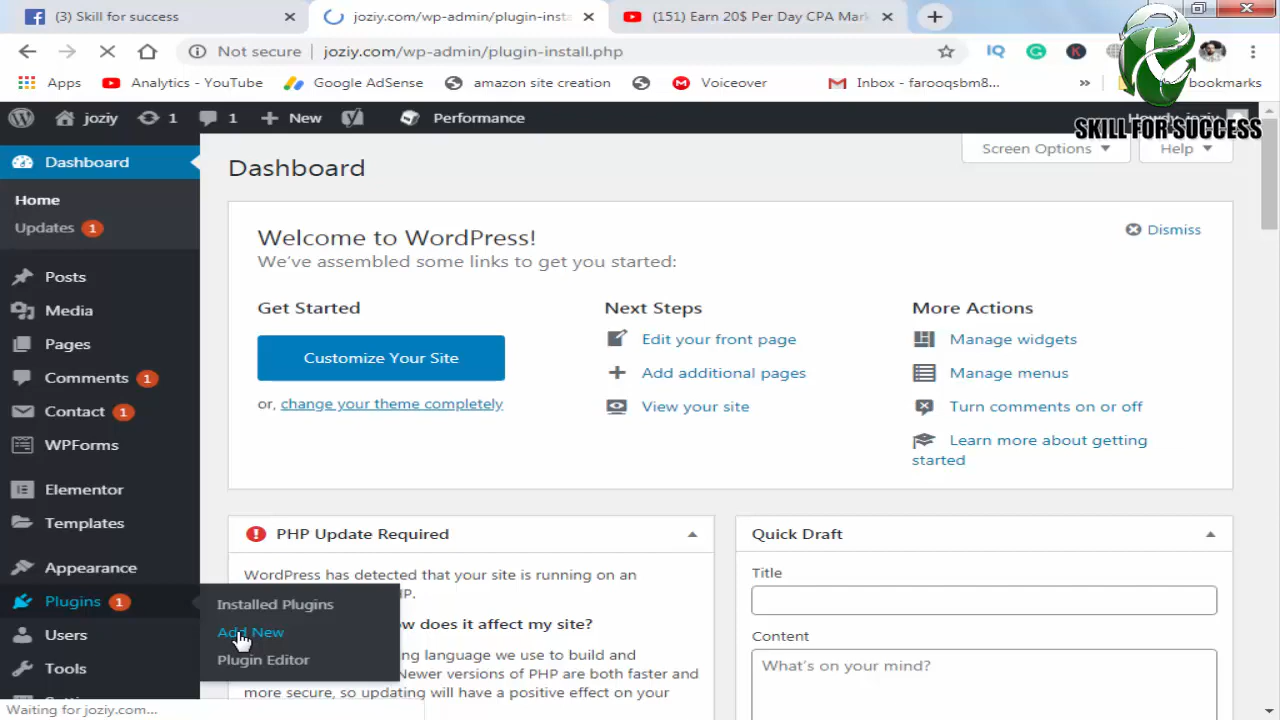 (3) Skill for success
joziy.com/wp-admin/plugin-inst
(151) Earn 20$ Per Day CPA Mark
Not secure
joziy.com/wp-admin/plugin-install.php
IQ
Apps
Analytics - YouTube
Google AdSense
amazon site creation
Voiceover
Inbox - farooqsbm8...
»
bookmarks
joziy
1
1
New
Performance
SKILL FOR SUCCESS
Dashboard
Home
Updates 1
Posts
Media
Pages
Comments 1
Contact 1
WPForms
Elementor
Templates
Appearance
Plugins 1
Users
Tools
Installed Plugins
Add New
Plugin Editor
Dashboard
Screen Options
Help
Welcome to WordPress!
We've assembled some links to get you started:
Dismiss
Get Started
Customize Your Site
or, change your theme completely
Next Steps
Edit your front page
Add additional pages
View your site
More Actions
Manage widgets
Manage menus
Turn comments on or off
Learn more about getting
started
PHP Update Required
WordPress has detected that your site is running on an
HP.
ow does it affect my site?
ng language we use to build and
Newer versions of PHP are both faster and
more secure, so updating will have a positive effect on your
Quick Draft
Title
Content
What's on your mind?
Waiting for joziy.com...